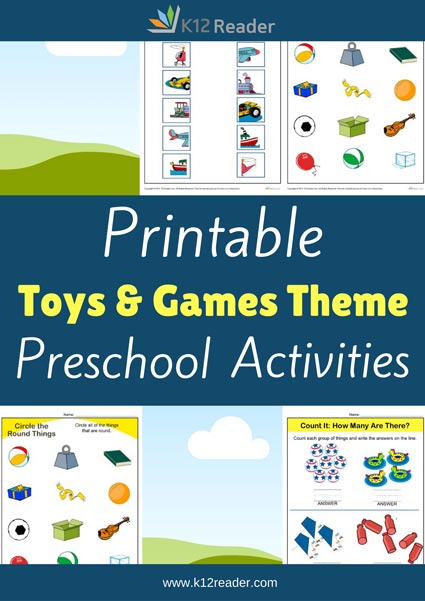 K12Reader
Printable
Toys & Games Theme
Preschool Activities
Name:
Circle the
Round Things
Circle all of the things
that are round.
Name:
Count It: How Many Are There?
Count each group of things and write the answers on the line.
ANSWER
ANSWER
www.k12reader.com